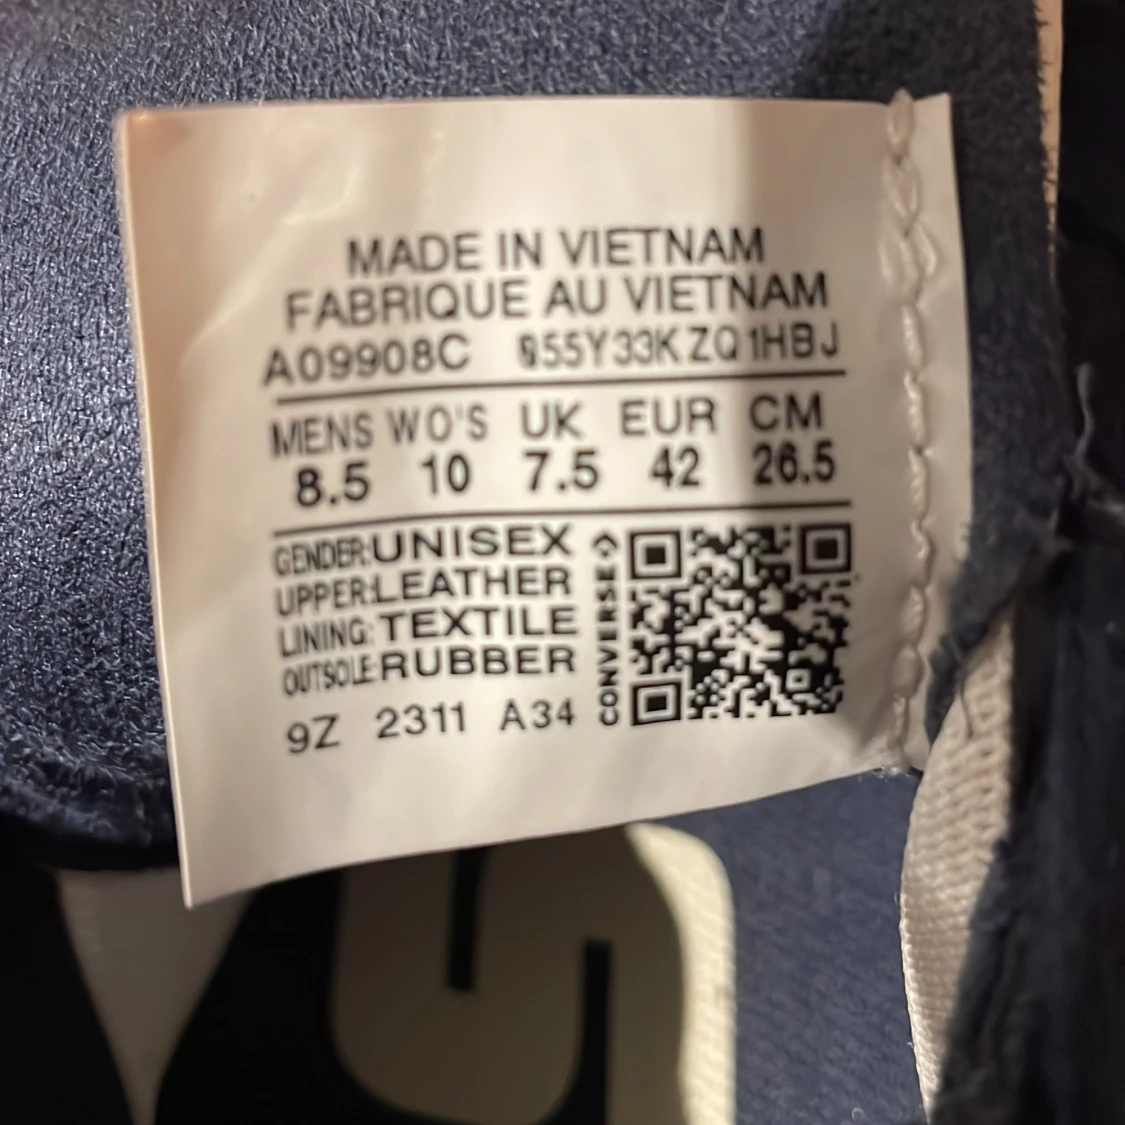 MADE IN VIETNAM
FABRIQUE AU VIETNAM
A09908C
MENS WO'S UK EUR CM
8.5 10 7.5 42 26.5
GENDER:UNISEX
UPPER:LEATHER
LINING:TEXTILE
OUTSOLE:RUBBER
CONVERSE
9Z 2311 A34